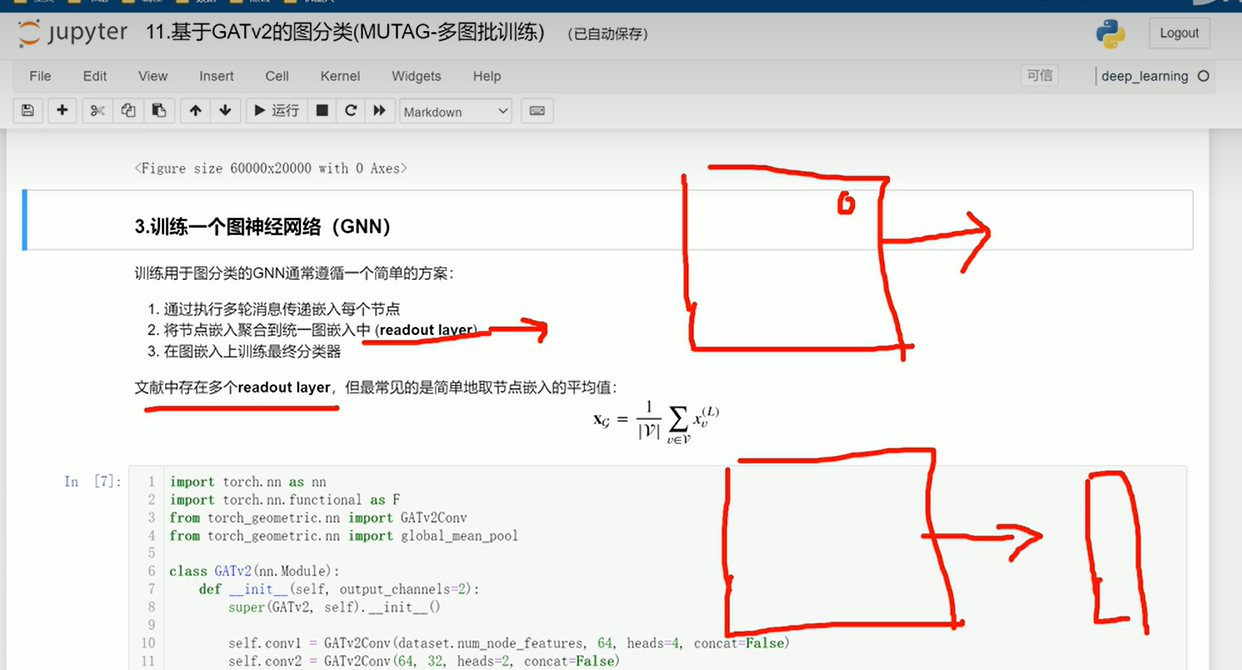 jupyter 11.基于GATv2的图分类(MUTAG-多图批训练) (已自动保存)
Logout
File Edit View Insert Cell Kernel Widgets Help
可信
deep_learning
运行
Markdown
<Figure size 60000x20000 with 0 Axes>
3.训练一个图神经网络（GNN）
训练用于图分类的GNN通常遵循一个简单的方案：
1. 通过执行多轮消息传递嵌入每个节点
2. 将节点嵌入聚合到统一图嵌入中 (readout layer)
3. 在图嵌入上训练最终分类器
文献中存在多个readout layer，但最常见的是简单地取节点嵌入的平均值：
x_𝒢 = 1/|𝒱| ∑_{v∈𝒱} x_v^{(L)}
In [7]:
1 import torch.nn as nn
2 import torch.nn.functional as F
3 from torch_geometric.nn import GATv2Conv
4 from torch_geometric.nn import global_mean_pool
5
6 class GATv2(nn.Module):
7 def __init__(self, output_channels=2):
8 super(GATv2, self).__init__()
9
10 self.conv1 = GATv2Conv(dataset.num_node_features, 64, heads=4, concat=False)
11 self.conv2 = GATv2Conv(64, 32, heads=2, concat=False)